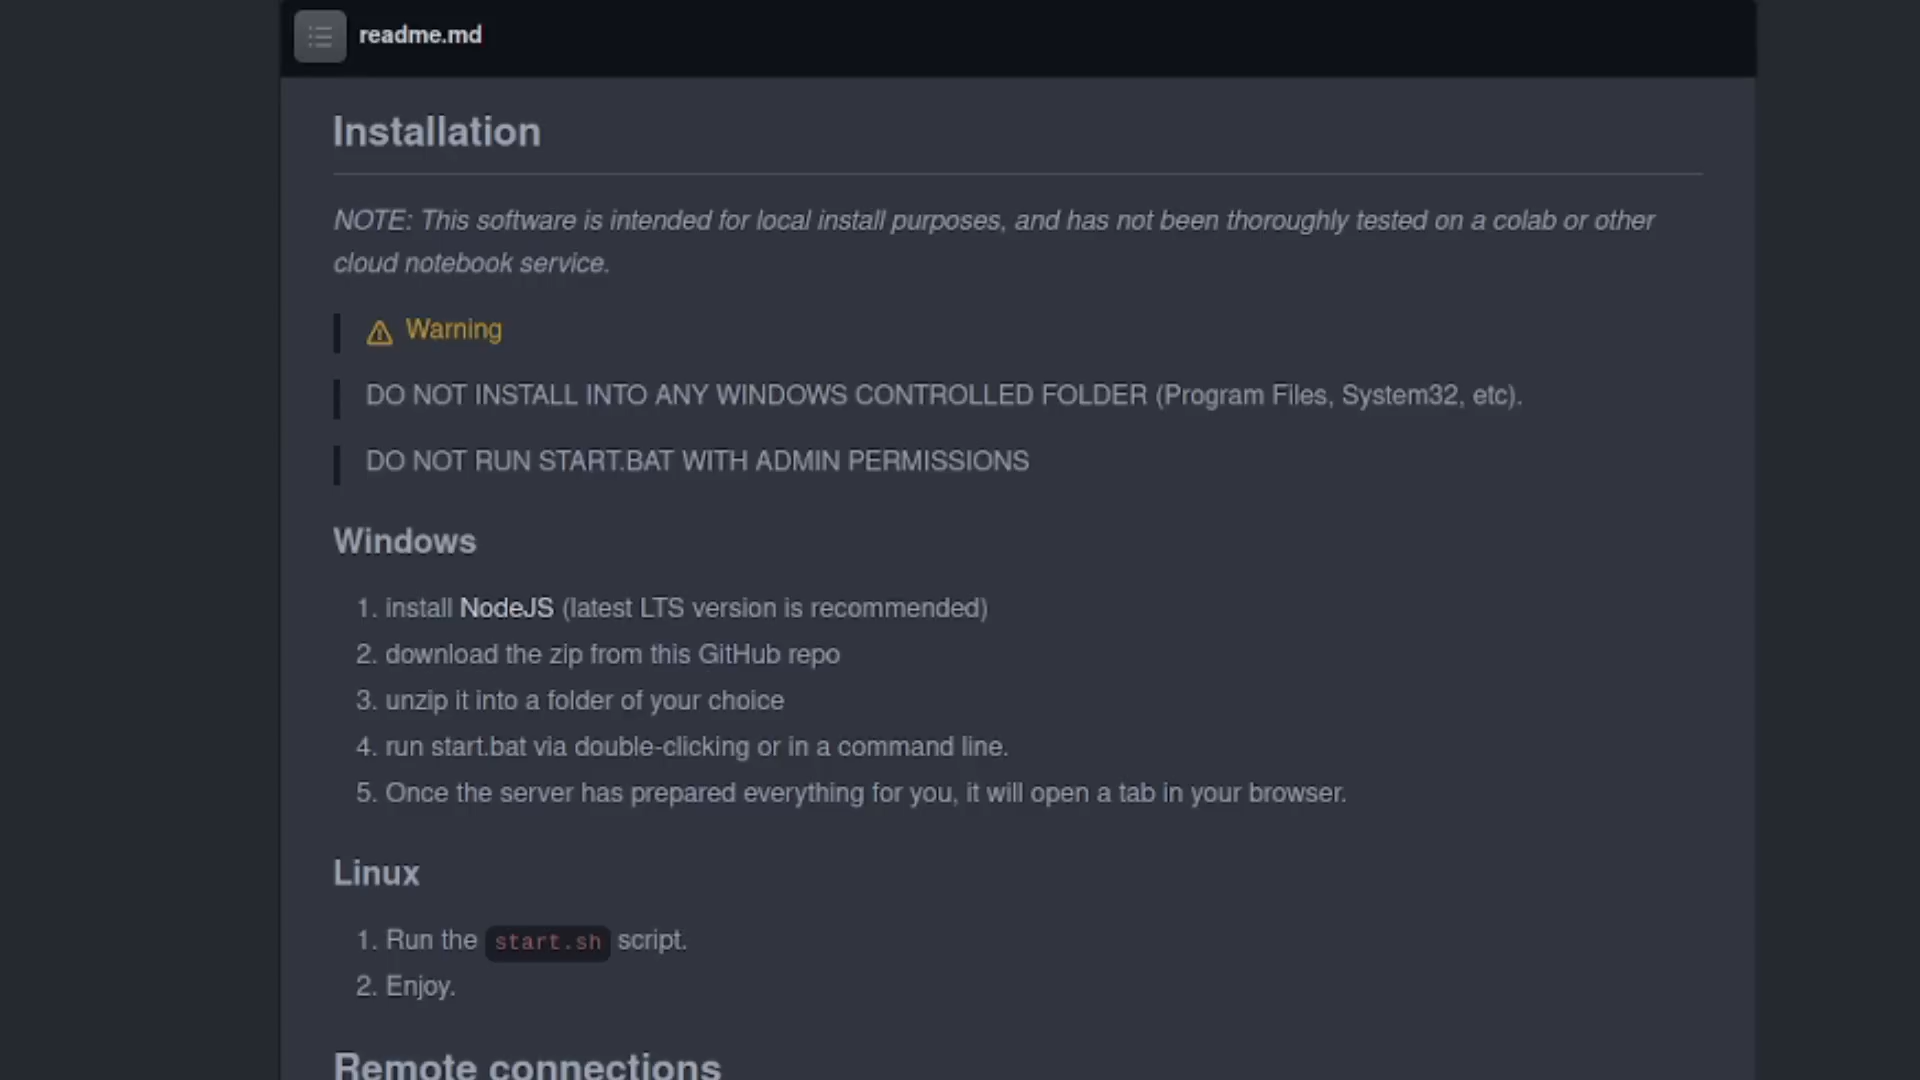 readme.md
Installation
NOTE: This software is intended for local install purposes, and has not been thoroughly tested on a colab or other
cloud notebook service.
Warning
DO NOT INSTALL INTO ANY WINDOWS CONTROLLED FOLDER (Program Files, System32, etc).
DO NOT RUN START.BAT WITH ADMIN PERMISSIONS
Windows
1. install NodeJS (latest LTS version is recommended)
2. download the zip from this GitHub repo
3. unzip it into a folder of your choice
4. run start.bat via double-clicking or in a command line.
5. Once the server has prepared everything for you, it will open a tab in your browser.
Linux
1. Run the start.sh script.
2. Enjoy.
Remote connections